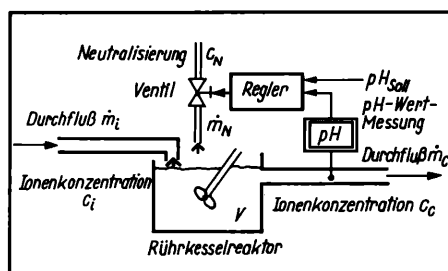 Neutralisierung c_N
Ventil
Regler
pH_Soll
pH-Wert-
Messung
ṁ_N
pH
Durchfluß ṁ_i
Durchfluß ṁ_c
Ionenkonzentration
c_i
V
Ionenkonzentration c_c
Rührkesselreaktor